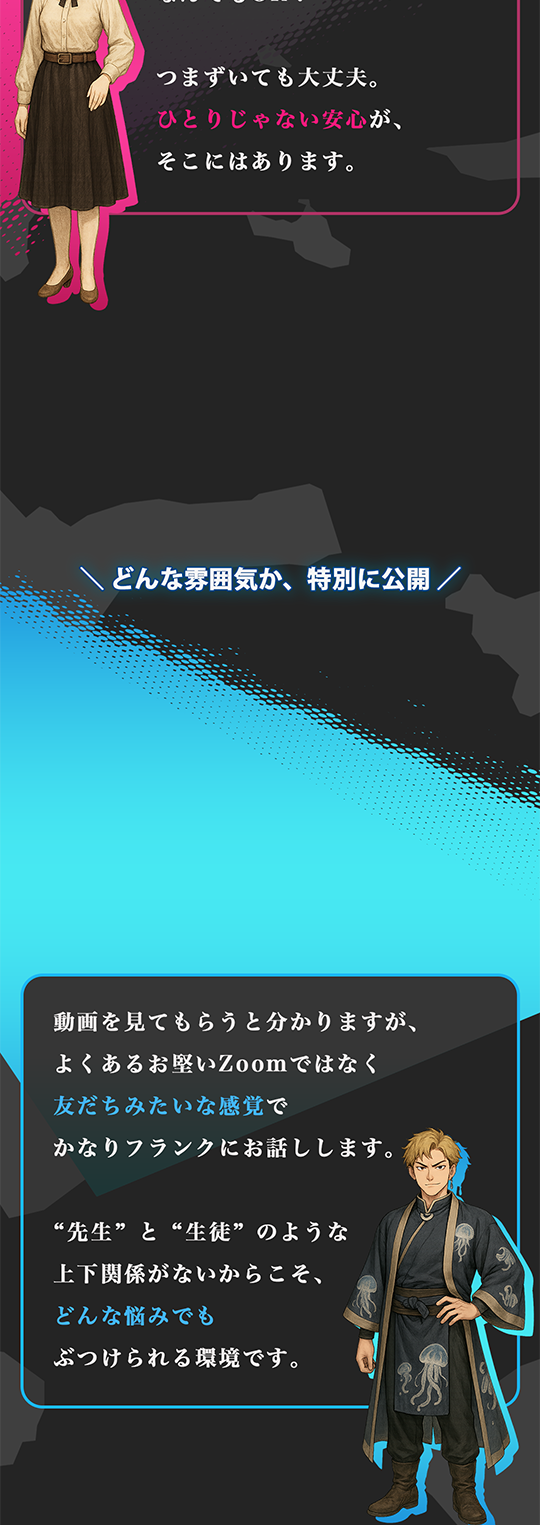 つまずいても大丈夫。
ひとりじゃない安心が、
そこにはあります。
＼ どんな雰囲気か、特別に公開 ／
動画を見てもらうと分かりますが、
よくあるお堅いZoomではなく
友だちみたいな感覚で
かなりフランクにお話しします。
“先生”と“生徒”のような
上下関係がないからこそ、
どんな悩みでも
ぶつけられる環境です。